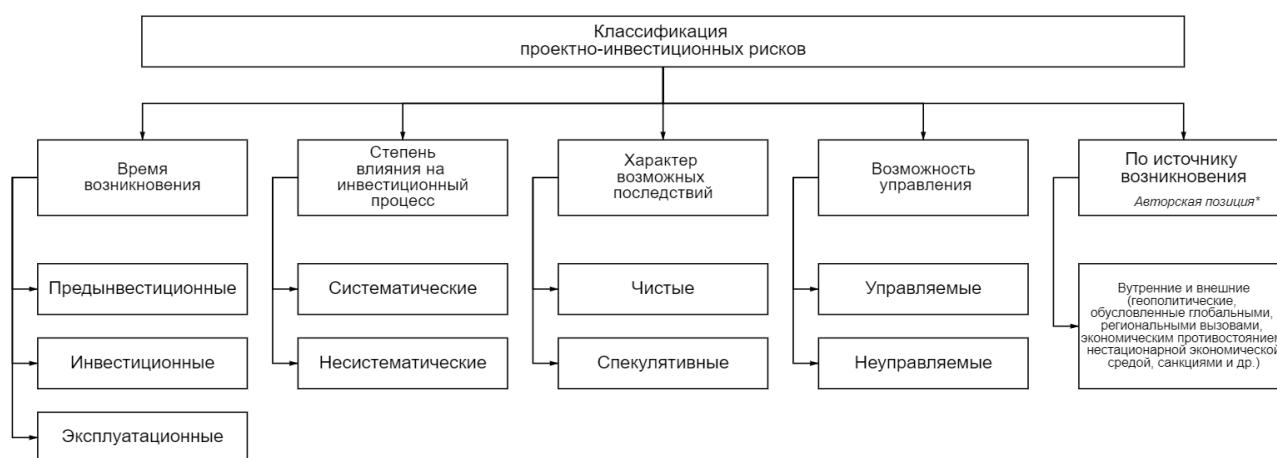 Классификация
проектно-инвестиционных рисков
Время
возникновения
Предынвестиционные
Инвестиционные
Эксплуатационные
Степень
влияния на
инвестиционный
процесс
Систематические
Несистематические
Характер
возможных
последствий
Чистые
Спекулятивные
Возможность
управления
Управляемые
Неуправляемые
По источнику
возникновения
Авторская позиция*
Вутренние и внешние
(геополитические,
обусловленные глобальными,
региональными вызовами,
экономическим противостоянием
нестационарной экономической
средой, санкциями и др.)